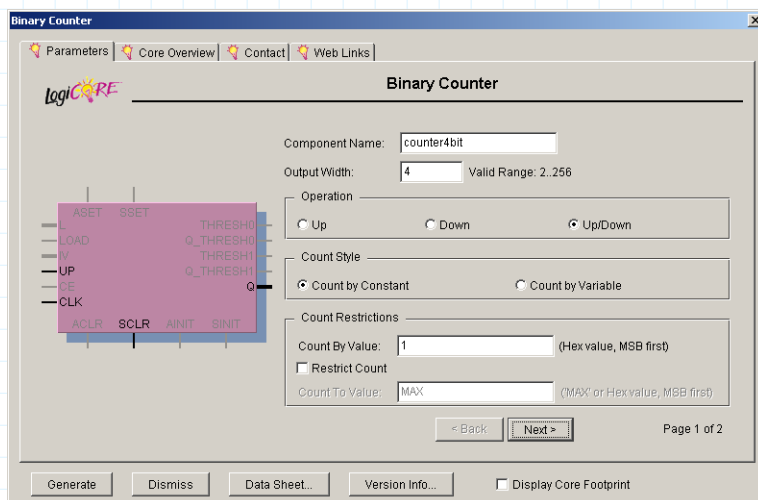 Binary Counter
Parameters Core Overview Contact Web Links
LogiCORE
Binary Counter
Component Name: counter4bit
Output Width: 4 Valid Range: 2..256
Operation
Up Down Up/Down
Count Style
Count by Constant Count by Variable
Count Restrictions
Count By Value: 1 (Hex value, MSB first)
Restrict Count
Count To Value: MAX ('MAX' or Hex value, MSB first)
ASET SSET
L THRESH0
LOAD Q_THRESH0
IV THRESH1
UP Q_THRESH1
CE Q
CLK
ACLR SCLR AINIT SINIT
< Back Next > Page 1 of 2
Generate Dismiss Data Sheet... Version Info... Display Core Footprint